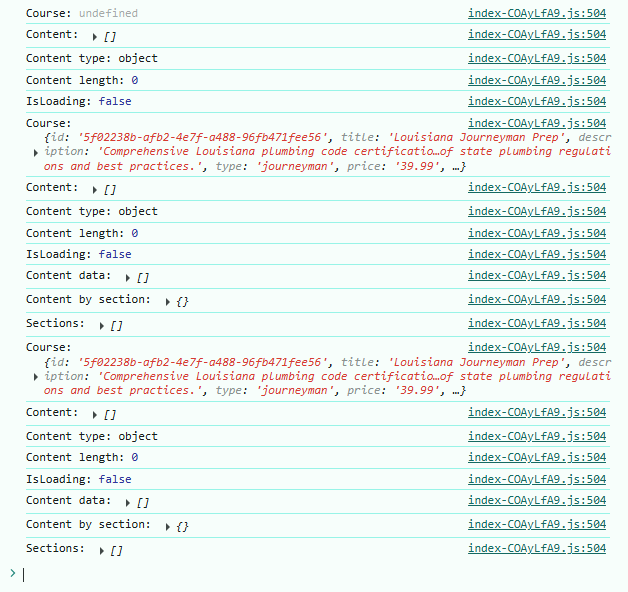 Course: undefined index-COAyLfA9.js:504
Content: ▶ [] index-COAyLfA9.js:504
Content type: object index-COAyLfA9.js:504
Content length: 0 index-COAyLfA9.js:504
IsLoading: false index-COAyLfA9.js:504
Course: index-COAyLfA9.js:504
{id: '5f02238b-afb2-4e7f-a488-96fb471fee56', title: 'Louisiana Journeyman Prep', descr
▶ iption: 'Comprehensive Louisiana plumbing code certificatio…of state plumbing regulati
ons and best practices.', type: 'journeyman', price: '39.99', …}
Content: ▶ [] index-COAyLfA9.js:504
Content type: object index-COAyLfA9.js:504
Content length: 0 index-COAyLfA9.js:504
IsLoading: false index-COAyLfA9.js:504
Content data: ▶ [] index-COAyLfA9.js:504
Content by section: ▶ {} index-COAyLfA9.js:504
Sections: ▶ [] index-COAyLfA9.js:504
Course: index-COAyLfA9.js:504
{id: '5f02238b-afb2-4e7f-a488-96fb471fee56', title: 'Louisiana Journeyman Prep', descr
▶ iption: 'Comprehensive Louisiana plumbing code certificatio…of state plumbing regulati
ons and best practices.', type: 'journeyman', price: '39.99', …}
Content: ▶ [] index-COAyLfA9.js:504
Content type: object index-COAyLfA9.js:504
Content length: 0 index-COAyLfA9.js:504
IsLoading: false index-COAyLfA9.js:504
Content data: ▶ [] index-COAyLfA9.js:504
Content by section: ▶ {} index-COAyLfA9.js:504
Sections: ▶ [] index-COAyLfA9.js:504
>